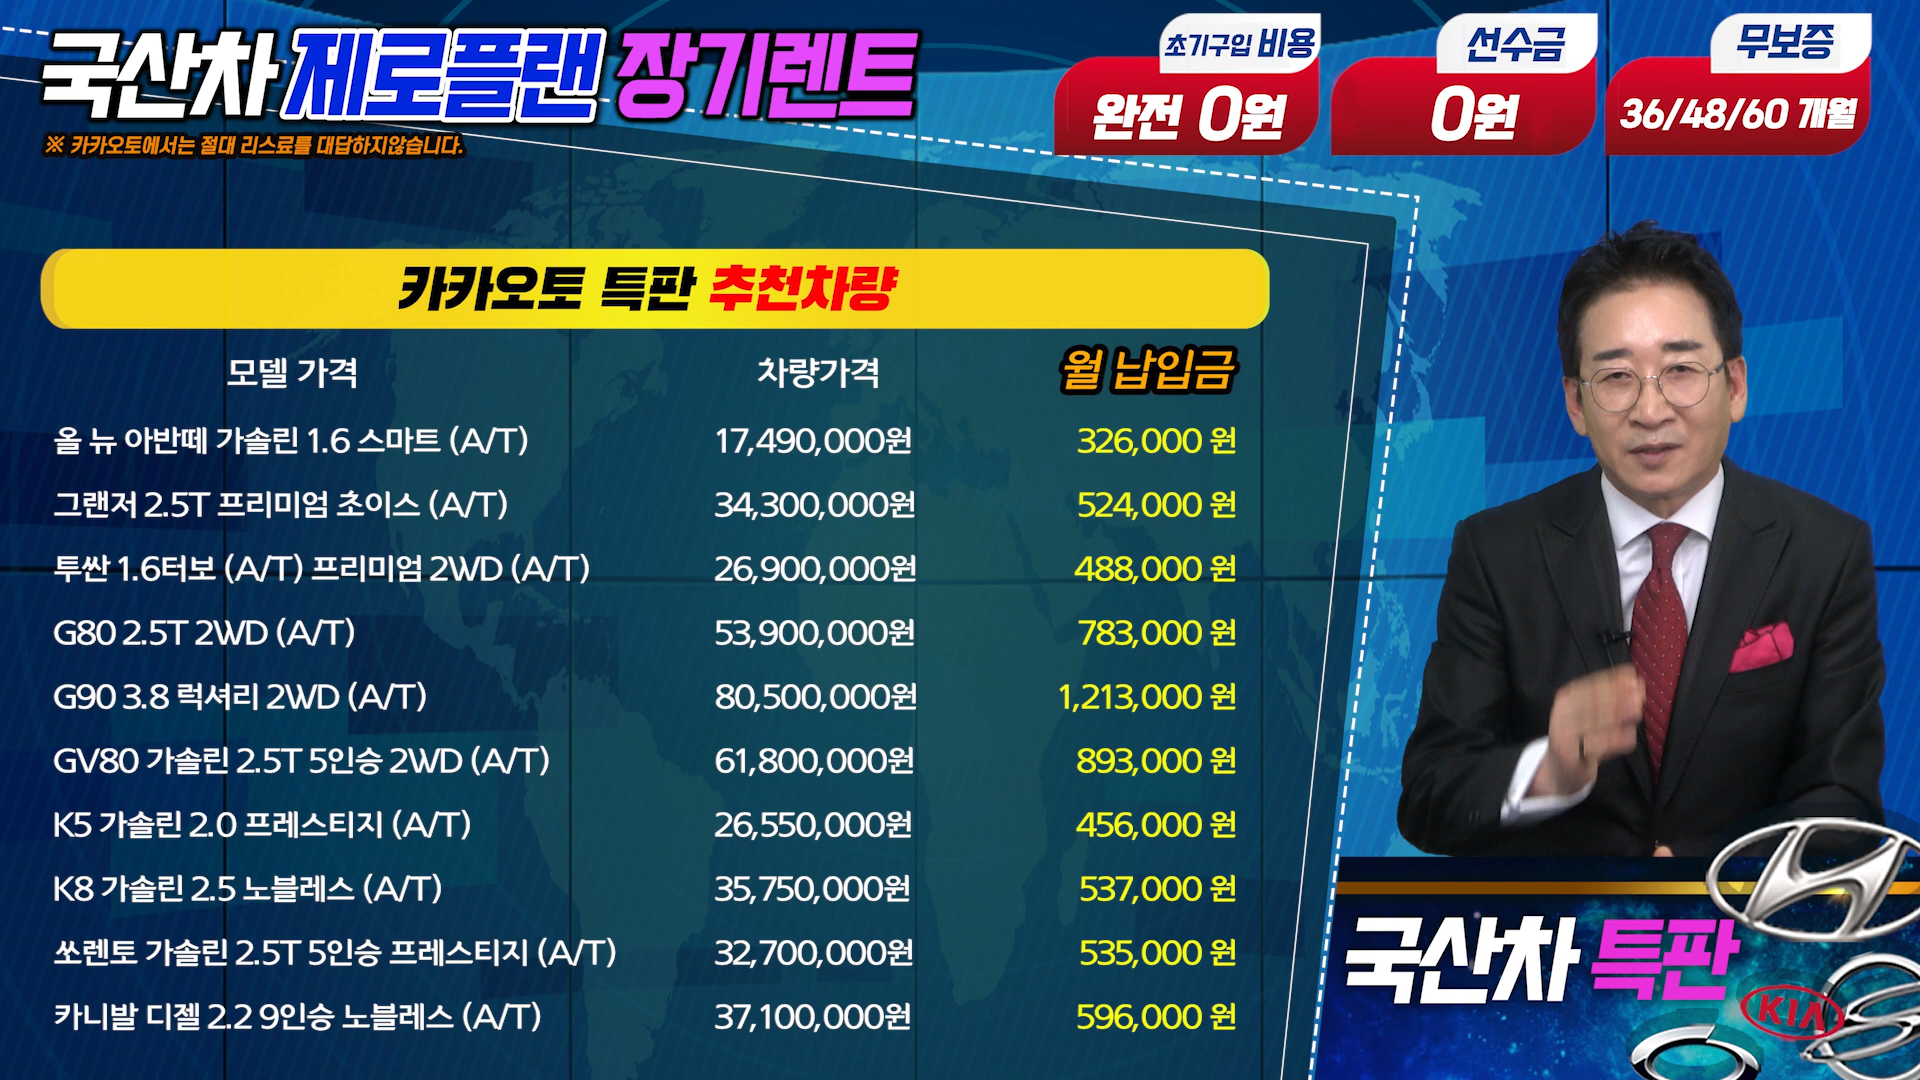 국산차 제로플랜 장기렌트
※ 카카오토에서는 절대 리스료를 대답하지않습니다.
초기구입 비용
완전 0원
선수금
0원
무보증
36/48/60 개월
카카오토 특판 추천차량
모델 가격 차량가격 월 납입금
올 뉴 아반떼 가솔린 1.6 스마트 (A/T) 17,490,000원 326,000 원
그랜저 2.5T 프리미엄 초이스 (A/T) 34,300,000원 524,000 원
투싼 1.6터보 (A/T) 프리미엄 2WD (A/T) 26,900,000원 488,000 원
G80 2.5T 2WD (A/T) 53,900,000원 783,000 원
G90 3.8 럭셔리 2WD (A/T) 80,500,000원 1,213,000 원
GV80 가솔린 2.5T 5인승 2WD (A/T) 61,800,000원 893,000 원
K5 가솔린 2.0 프레스티지 (A/T) 26,550,000원 456,000 원
K8 가솔린 2.5 노블레스 (A/T) 35,750,000원 537,000 원
쏘렌토 가솔린 2.5T 5인승 프레스티지 (A/T) 32,700,000원 535,000 원
카니발 디젤 2.2 9인승 노블레스 (A/T) 37,100,000원 596,000 원
국산차 특판
KIA